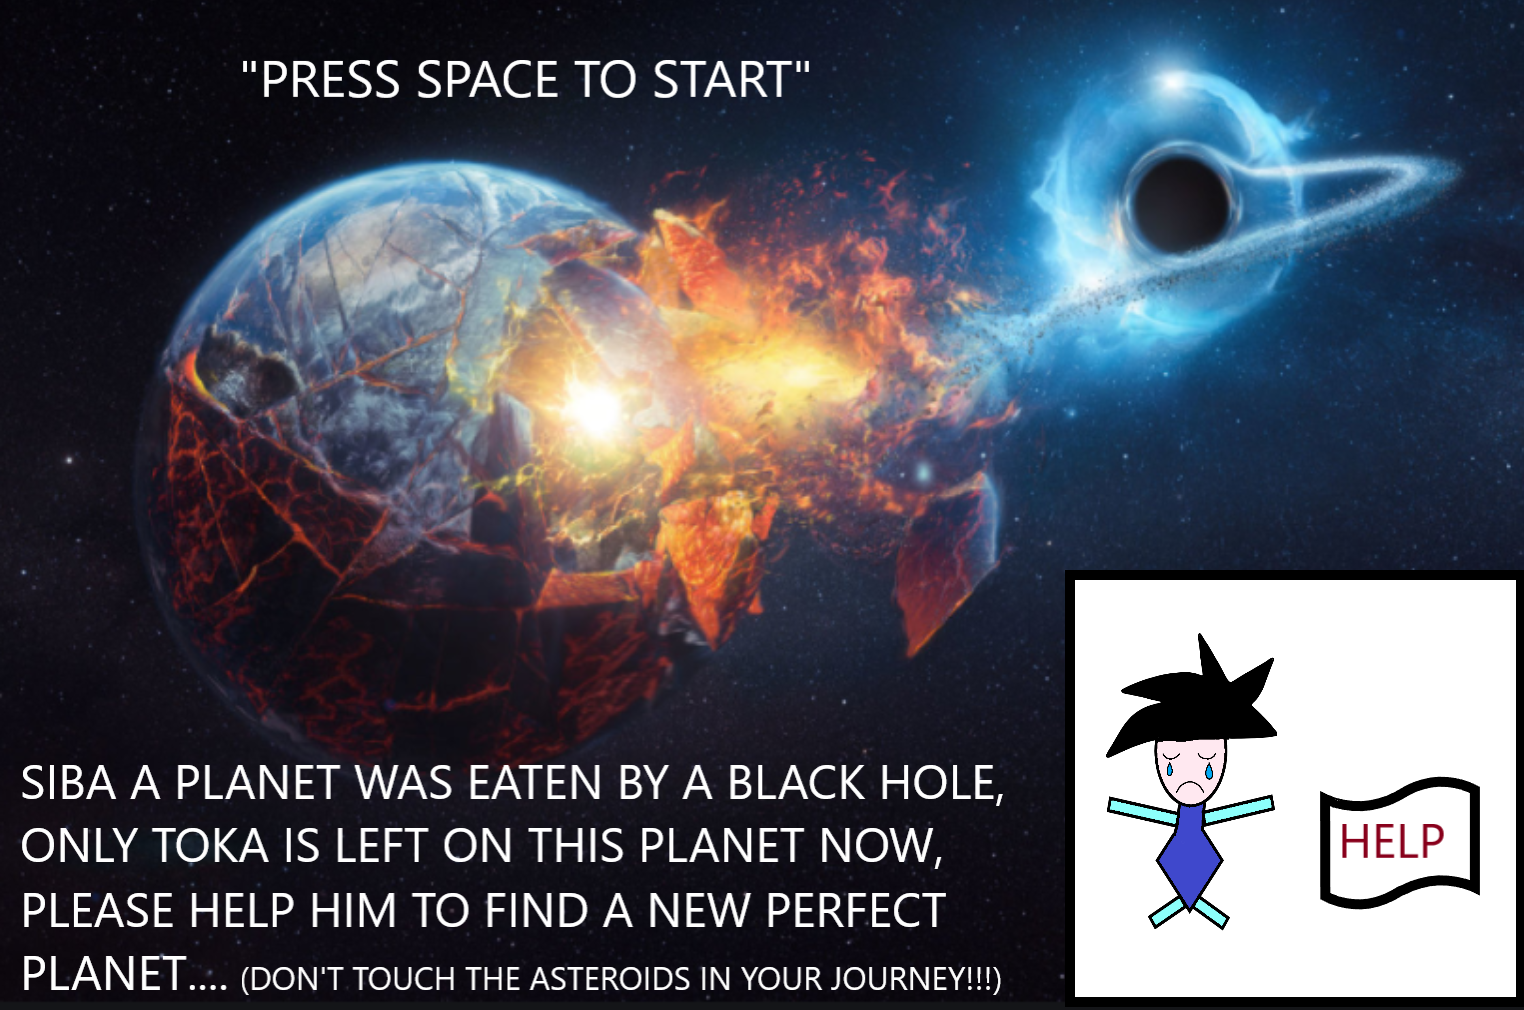 "PRESS SPACE TO START"
SIBA A PLANET WAS EATEN BY A BLACK HOLE,
ONLY TOKA IS LEFT ON THIS PLANET NOW,
PLEASE HELP HIM TO FIND A NEW PERFECT
PLANET.... (DON'T TOUCH THE ASTEROIDS IN YOUR JOURNEY!!!)
HELP